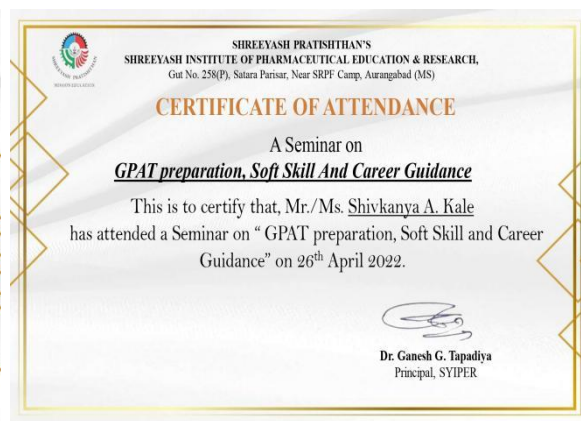 SHREEYASH PRATISHTHAN'S
SHREEYASH INSTITUTE OF PHARMACEUTICAL EDUCATION & RESEARCH,
Gut No. 258(P), Satara Parisar, Near SRPF Camp, Aurangabad (MS)
SHREEYASH PRATISHTHAN
CERTIFICATE OF ATTENDANCE
A Seminar on
GPAT preparation, Soft Skill And Career Guidance
This is to certify that, Mr./Ms. Shivkanya A. Kale
has attended a Seminar on “ GPAT preparation, Soft Skill and Career
Guidance” on 26th April 2022.
Dr. Ganesh G. Tapadiya
Principal, SYIPER